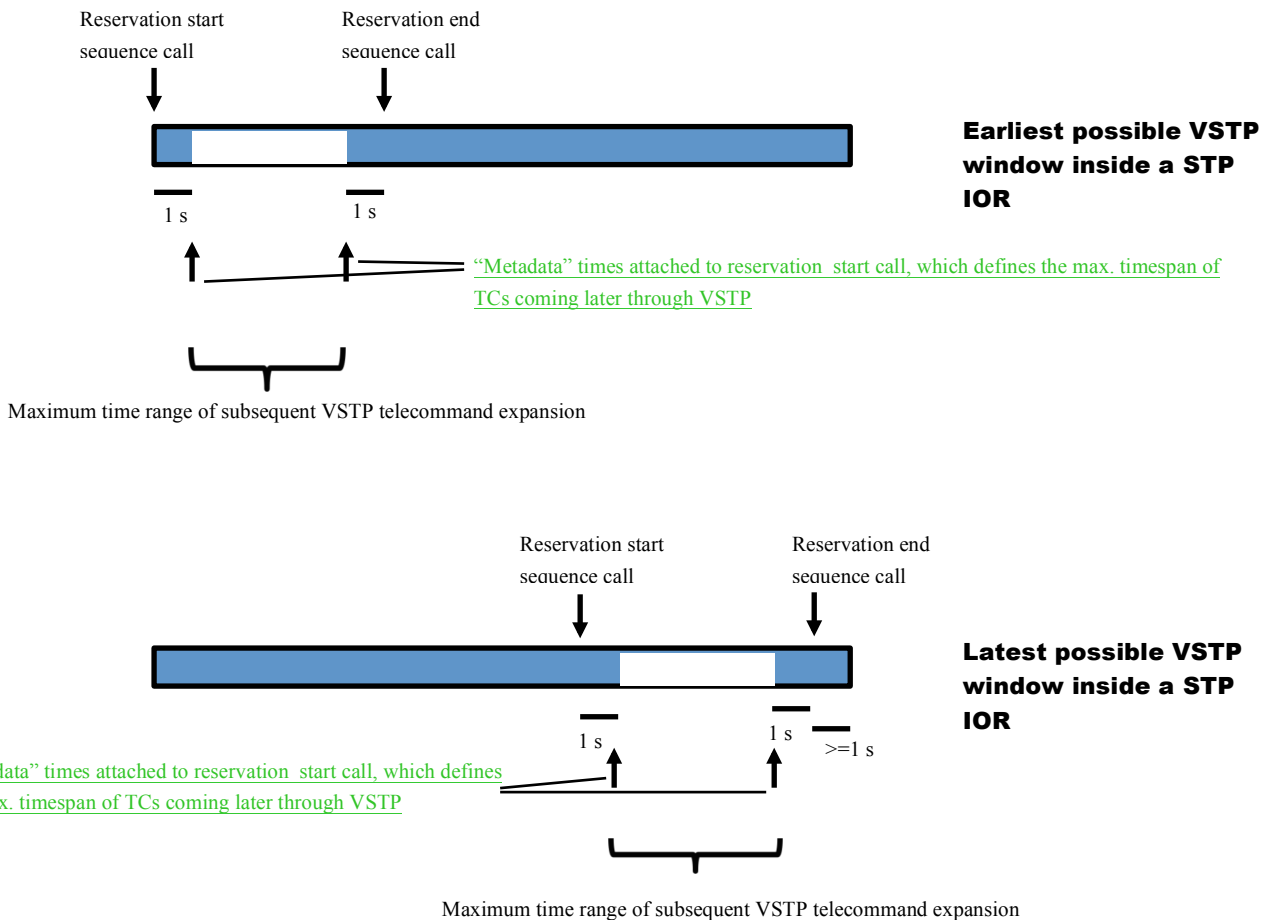 Reservation start
sequence call
Reservation end
sequence call
Earliest possible VSTP
window inside a STP
IOR
1 s
1 s
“Metadata” times attached to reservation start call, which defines the max. timespan of
TCs coming later through VSTP
Maximum time range of subsequent VSTP telecommand expansion
Reservation start
sequence call
Reservation end
sequence call
Latest possible VSTP
window inside a STP
IOR
1 s
1 s
>=1 s
data” times attached to reservation start call, which defines
x. timespan of TCs coming later through VSTP
Maximum time range of subsequent VSTP telecommand expansion